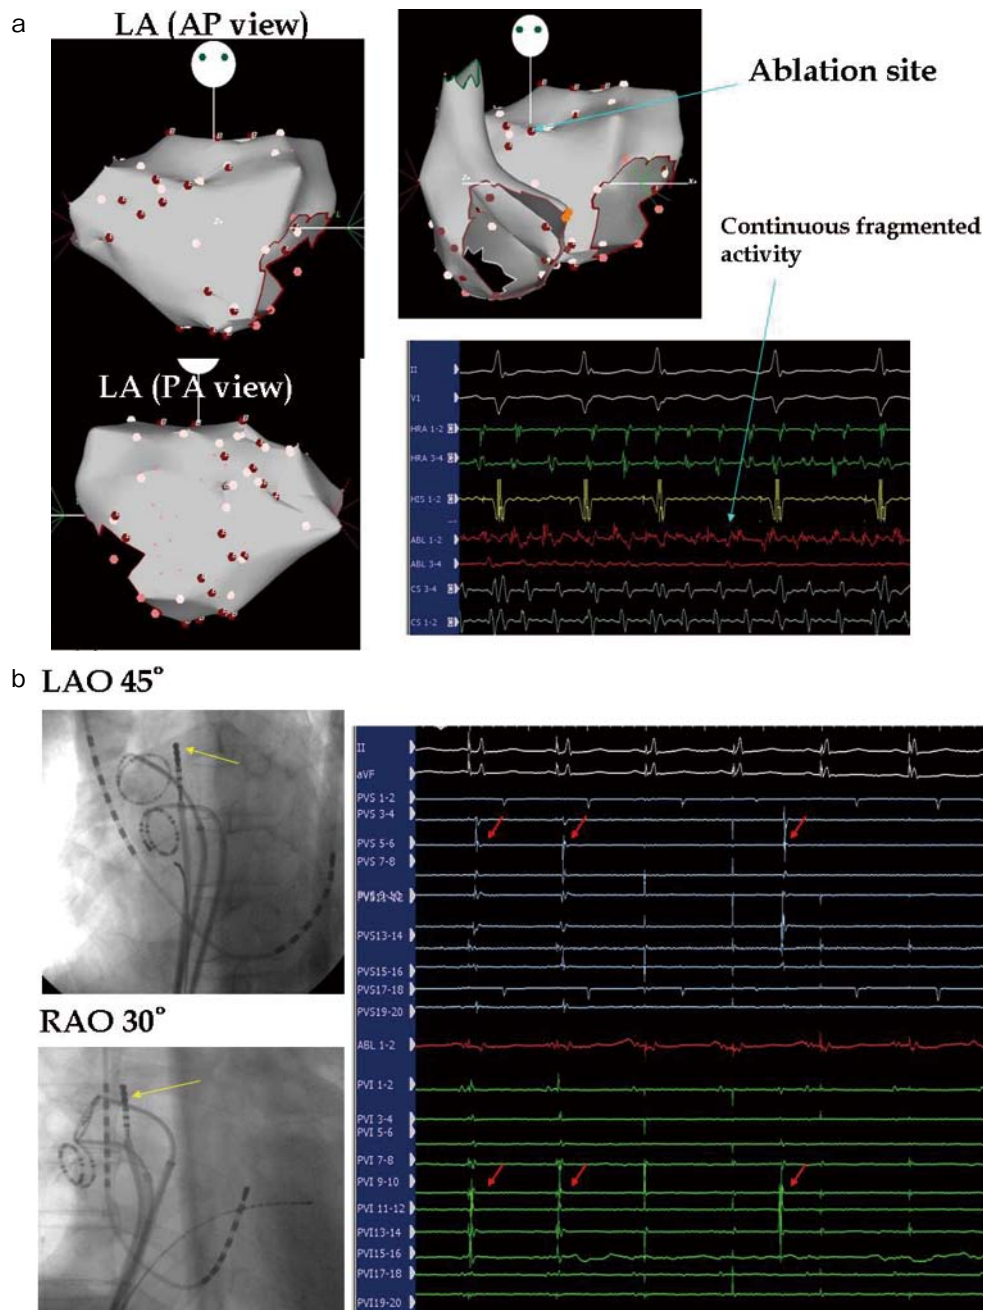 a
LA (AP view)
Ablation site
Continuous fragmented
activity
LA (PA view)
II
V1
HRA 1-2
HRA 3-4
HIS 1-2
ABL 1-2
ABL 3-4
CS 3-4
CS 1-2
b
LAO 45°
II
aVF
PVS 1-2
PVS 3-4
PVS 5-6
PVS 7-8
PVS13-14
PVS15-16
PVS17-18
PVS19-20
RAO 30°
ABL 1-2
PVI 1-2
PVI 3-4
PVI 5-6
PVI 7-8
PVI 9-10
PVI 11-12
PVI13-14
PVI15-16
PVI17-18
PVI19-20